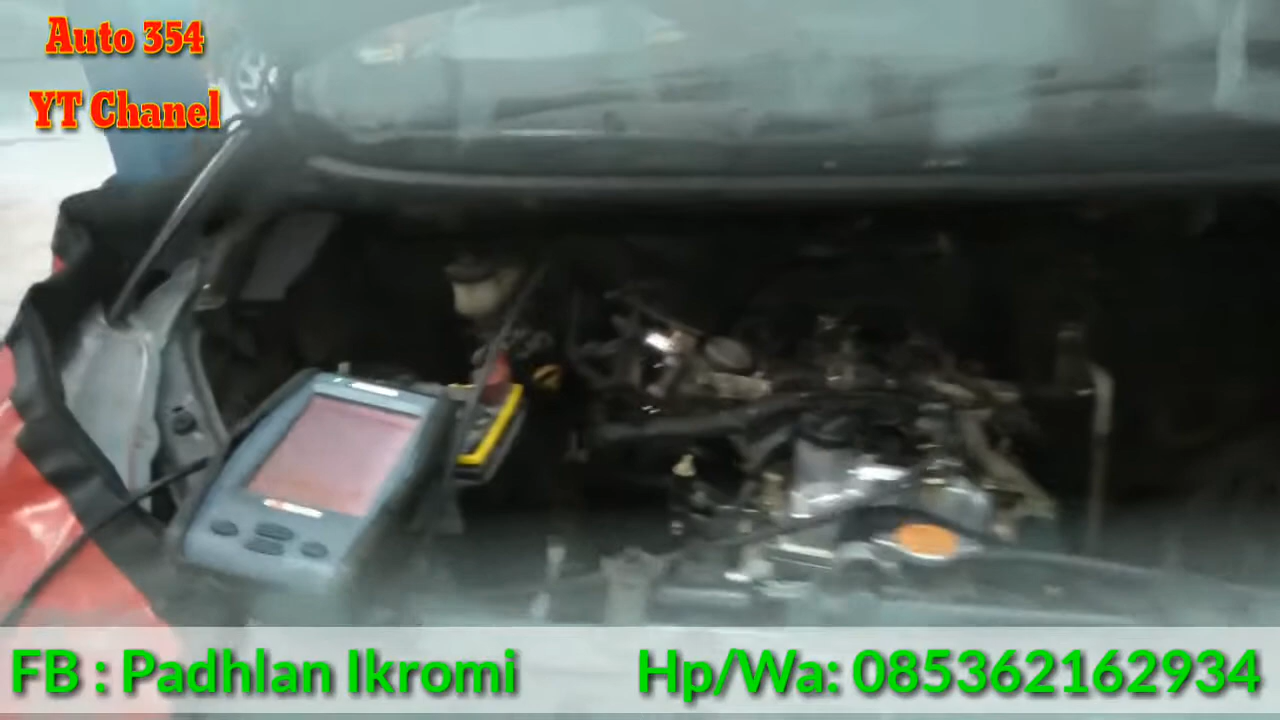 Auto 354
YT Chanel
FB : Padhlan Ikromi
Hp/Wa: 085362162934